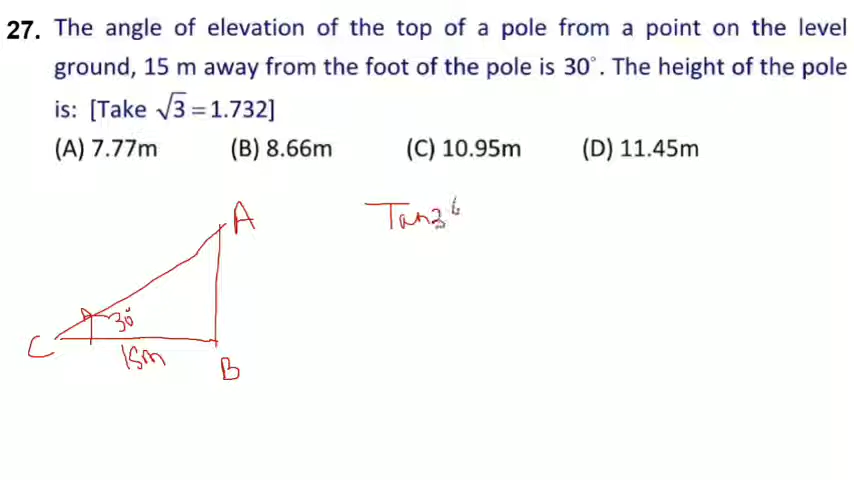 27. The angle of elevation of the top of a pole from a point on the level
ground, 15 m away from the foot of the pole is 30°. The height of the pole
is: [Take √3 = 1.732]
(A) 7.77m (B) 8.66m (C) 10.95m (D) 11.45m
A
Tan3
30°
C
15m
B